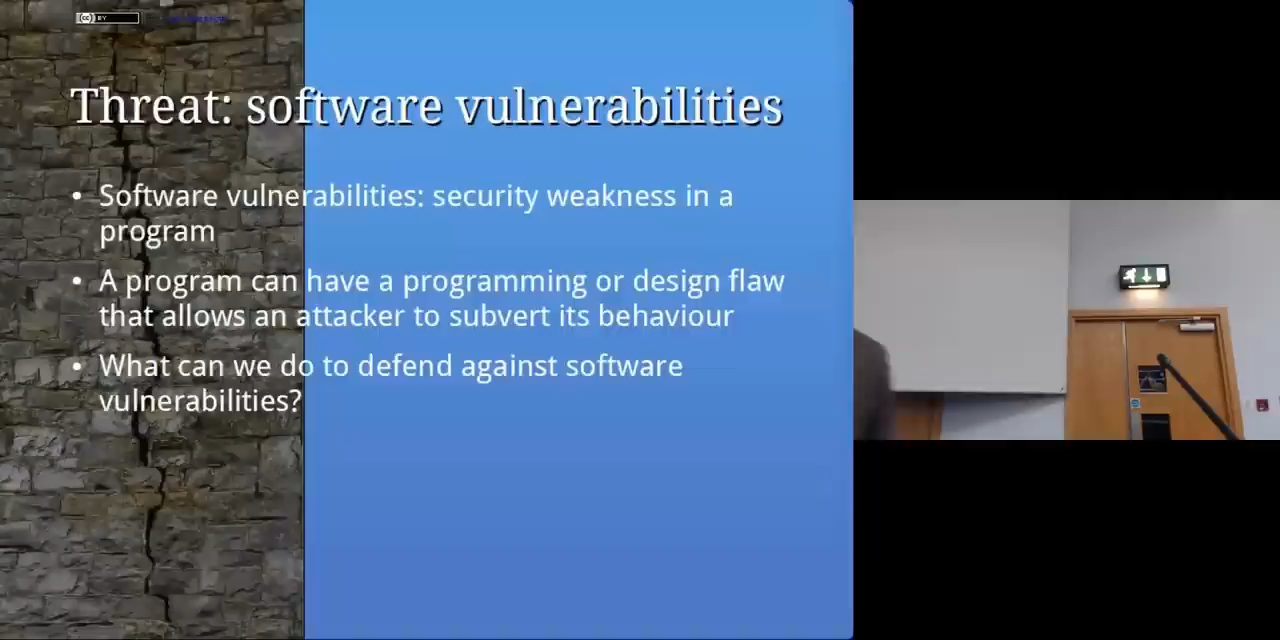 BY
Threat: software vulnerabilities
• Software vulnerabilities: security weakness in a
program
• A program can have a programming or design flaw
that allows an attacker to subvert its behaviour
• What can we do to defend against software
vulnerabilities?